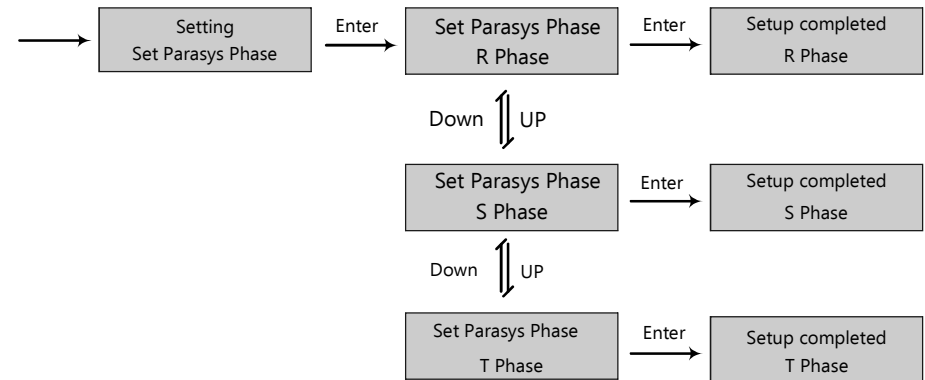 Setting
Set Parasys Phase
Enter
Set Parasys Phase
R Phase
Enter
Setup completed
R Phase
Down
UP
Set Parasys Phase
S Phase
Enter
Setup completed
S Phase
Down
UP
Set Parasys Phase
T Phase
Enter
Setup completed
T Phase